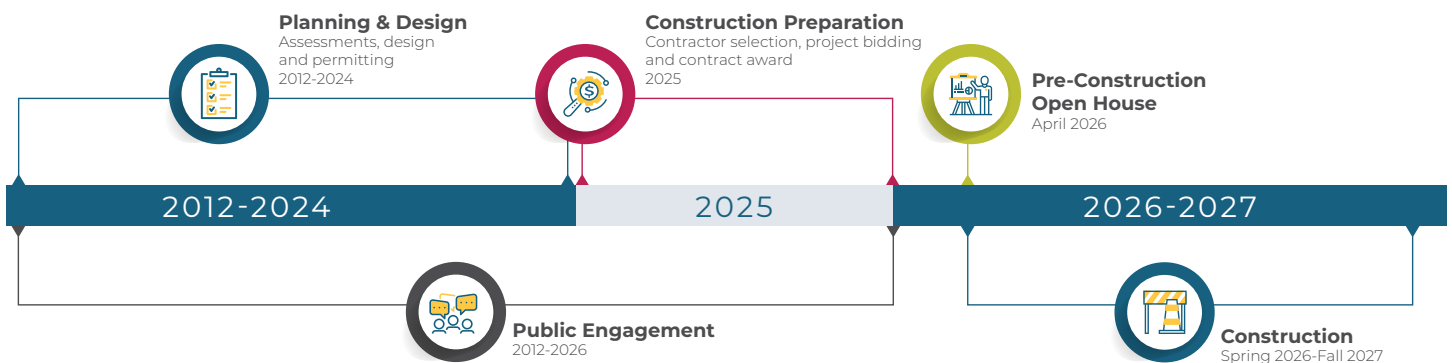 Planning & Design
Assessments, design
and permitting
2012-2024
Construction Preparation
Contractor selection, project bidding
and contract award
2025
Pre-Construction
Open House
April 2026
2012-2024
2025
2026-2027
Public Engagement
2012-2026
Construction
Spring 2026-Fall 2027